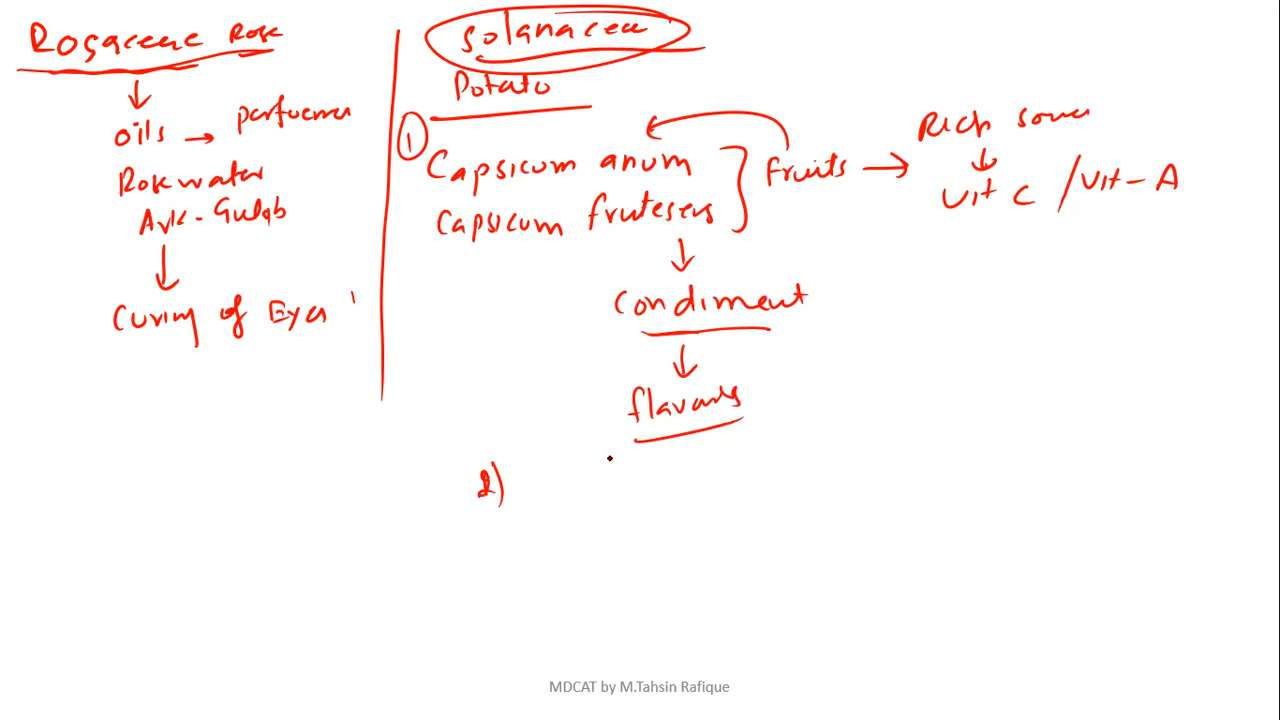 Rosaceae Rose
oils → perfumes
Rosewater
Ark-Gulab
Curing of Eyes
Solanaceae
Potato
1
Capsicum anum
Capsicum frutesens
Fruits → Rich source
Vit C / Vit-A
Condiment
flavours
2)
MDCAT by M.Tahsin Rafique